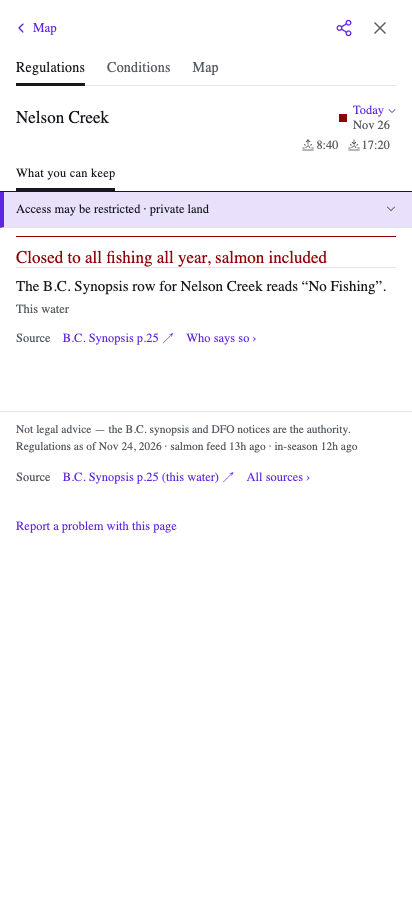 Map
Regulations Conditions Map
Nelson Creek
Today
Nov 26
8:40 17:20
What you can keep
Access may be restricted · private land
Closed to all fishing all year, salmon included
The B.C. Synopsis row for Nelson Creek reads “No Fishing”.
This water
Source B.C. Synopsis p.25 ↗ Who says so ›
Not legal advice — the B.C. synopsis and DFO notices are the authority.
Regulations as of Nov 24, 2026 · salmon feed 13h ago · in-season 12h ago
Source B.C. Synopsis p.25 (this water) ↗ All sources ›
Report a problem with this page